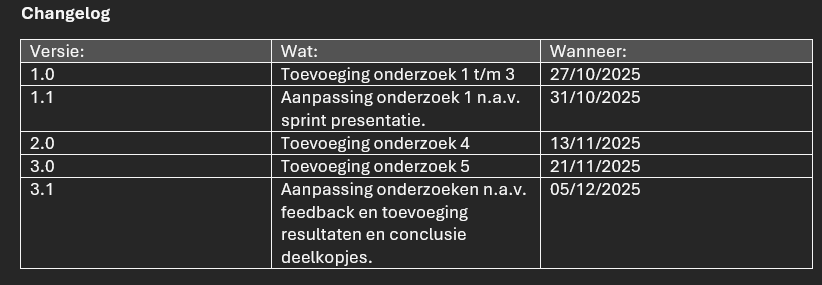 Changelog
Versie: Wat: Wanneer:
1.0 Toevoeging onderzoek 1 t/m 3 27/10/2025
1.1 Aanpassing onderzoek 1 n.a.v. 31/10/2025
sprint presentatie.
2.0 Toevoeging onderzoek 4 13/11/2025
3.0 Toevoeging onderzoek 5 21/11/2025
3.1 Aanpassing onderzoeken n.a.v. 05/12/2025
feedback en toevoeging
resultaten en conclusie
deelkopjes.